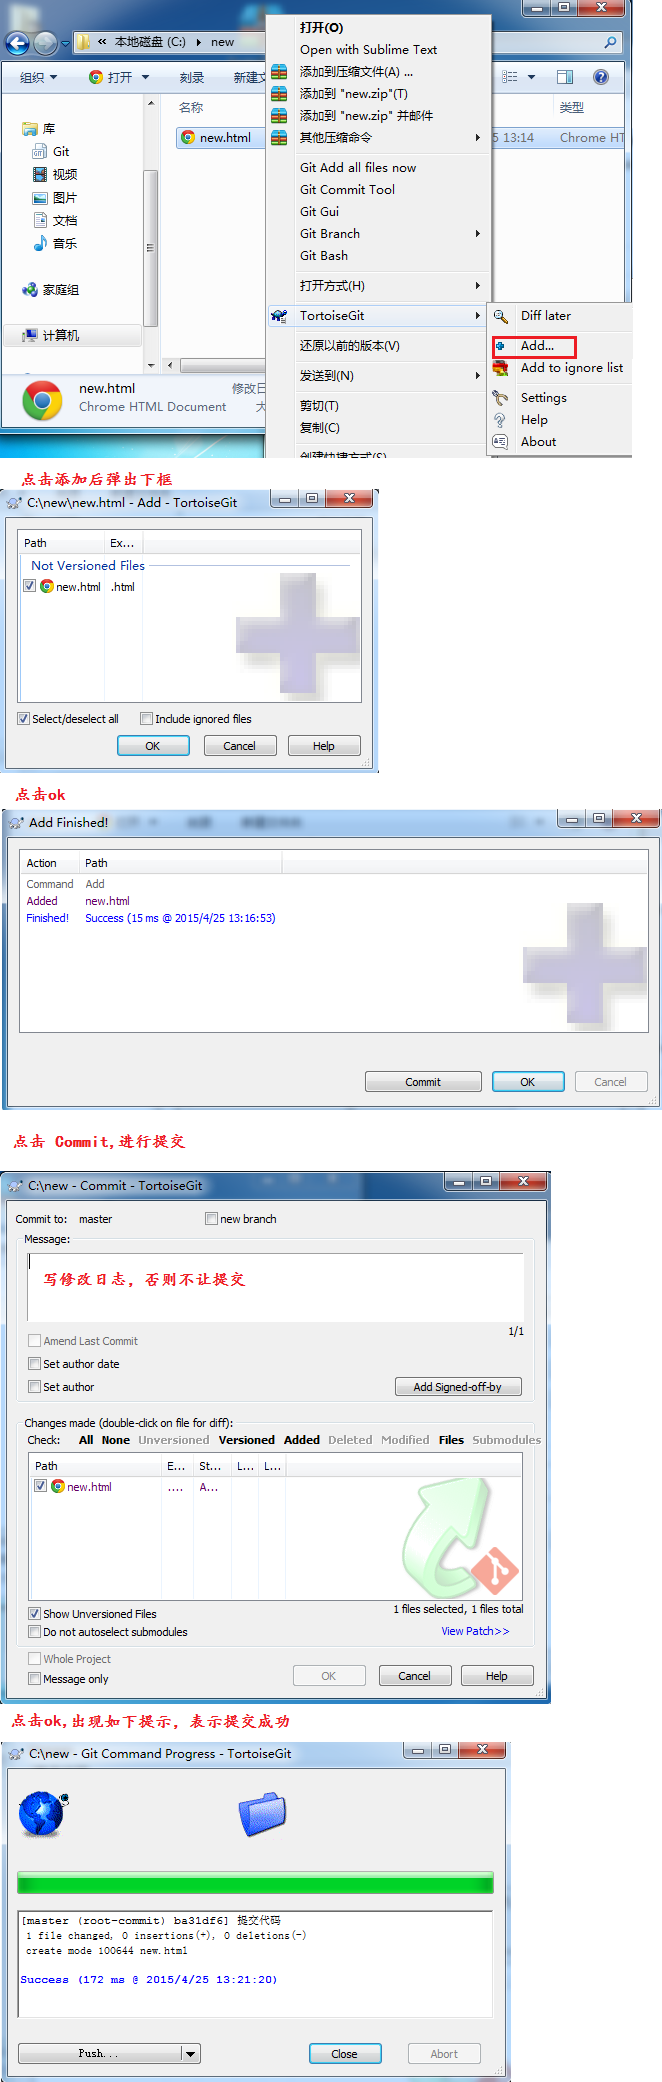 打开(O)
Open with Sublime Text
« 本地磁盘 (C:) ▸ new
添加到压缩文件(A) ...
组织 ▾ 打开 ▾ 刻录 新建文
添加到 "new.zip"(T)
名称 类型
添加到 "new.zip" 并邮件
new.html 5 13:14 Chrome HT
其他压缩命令
库
Git
视频
图片
文档
音乐
家庭组
计算机
Git Add all files now
Git Commit Tool
Git Gui
Git Branch
Git Bash
打开方式(H)
TortoiseGit
还原以前的版本(V)
发送到(N)
剪切(T)
复制(C)
创建快捷方式(S)
Diff later
Add...
Add to ignore list
Settings
Help
About
new.html 修改日
Chrome HTML Document 大
点击添加后弹出下框
C:\new\new.html - Add - TortoiseGit
Path Ex...
Not Versioned Files
new.html .html
Select/deselect all Include ignored files
OK Cancel Help
点击ok
Add Finished!
Action Path
Command Add
Added new.html
Finished! Success (15 ms @ 2015/4/25 13:16:53)
Commit OK Cancel
点击 Commit,进行提交
C:\new - Commit - TortoiseGit
Commit to: master new branch
Message:
写修改日志，否则不让提交
1/1
Amend Last Commit
Set author date
Set author Add Signed-off-by
Changes made (double-click on file for diff):
Check: All None Unversioned Versioned Added Deleted Modified Files Submodules
Path E... St... L... L...
new.html .... A...
Show Unversioned Files 1 files selected, 1 files total
Do not autoselect submodules View Patch>>
Whole Project
Message only OK Cancel Help
点击ok,出现如下提示，表示提交成功
C:\new - Git Command Progress - TortoiseGit
[master (root-commit) ba31df6] 提交代码
1 file changed, 0 insertions(+), 0 deletions(-)
create mode 100644 new.html
Success (172 ms @ 2015/4/25 13:21:20)
Push... Close Abort